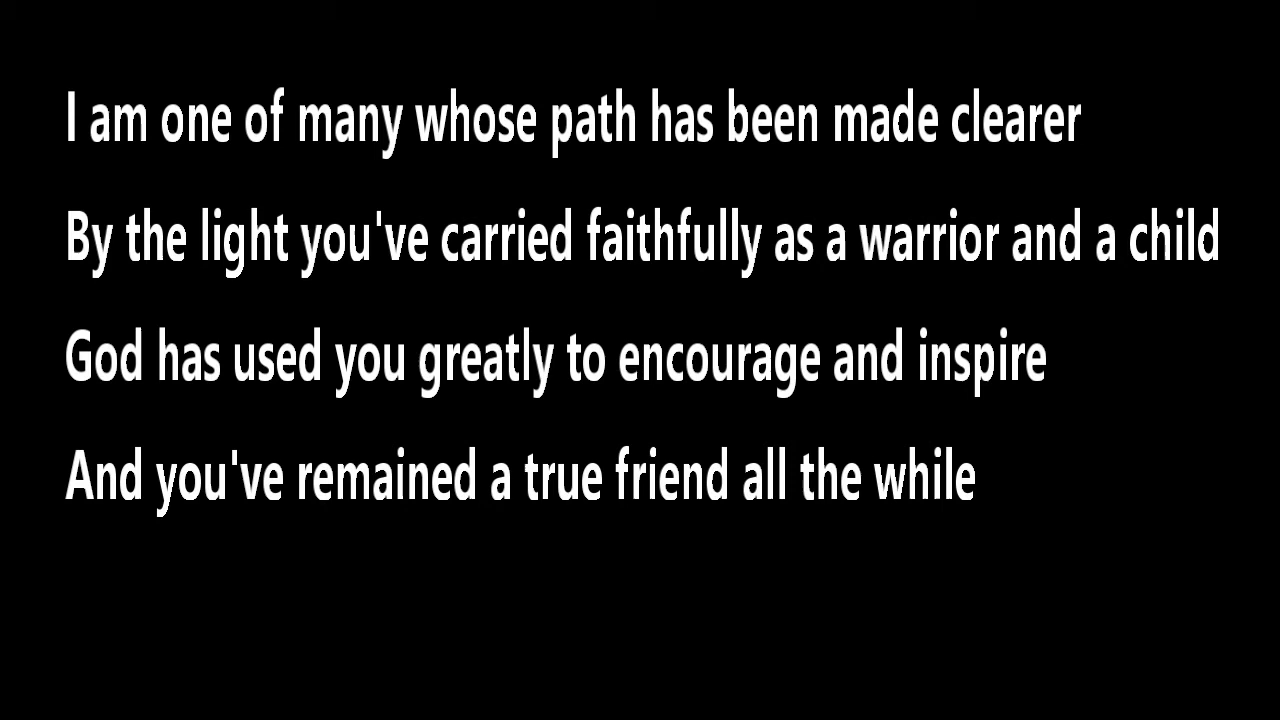 I am one of many whose path has been made clearer
By the light you've carried faithfully as a warrior and a child
God has used you greatly to encourage and inspire
And you've remained a true friend all the while